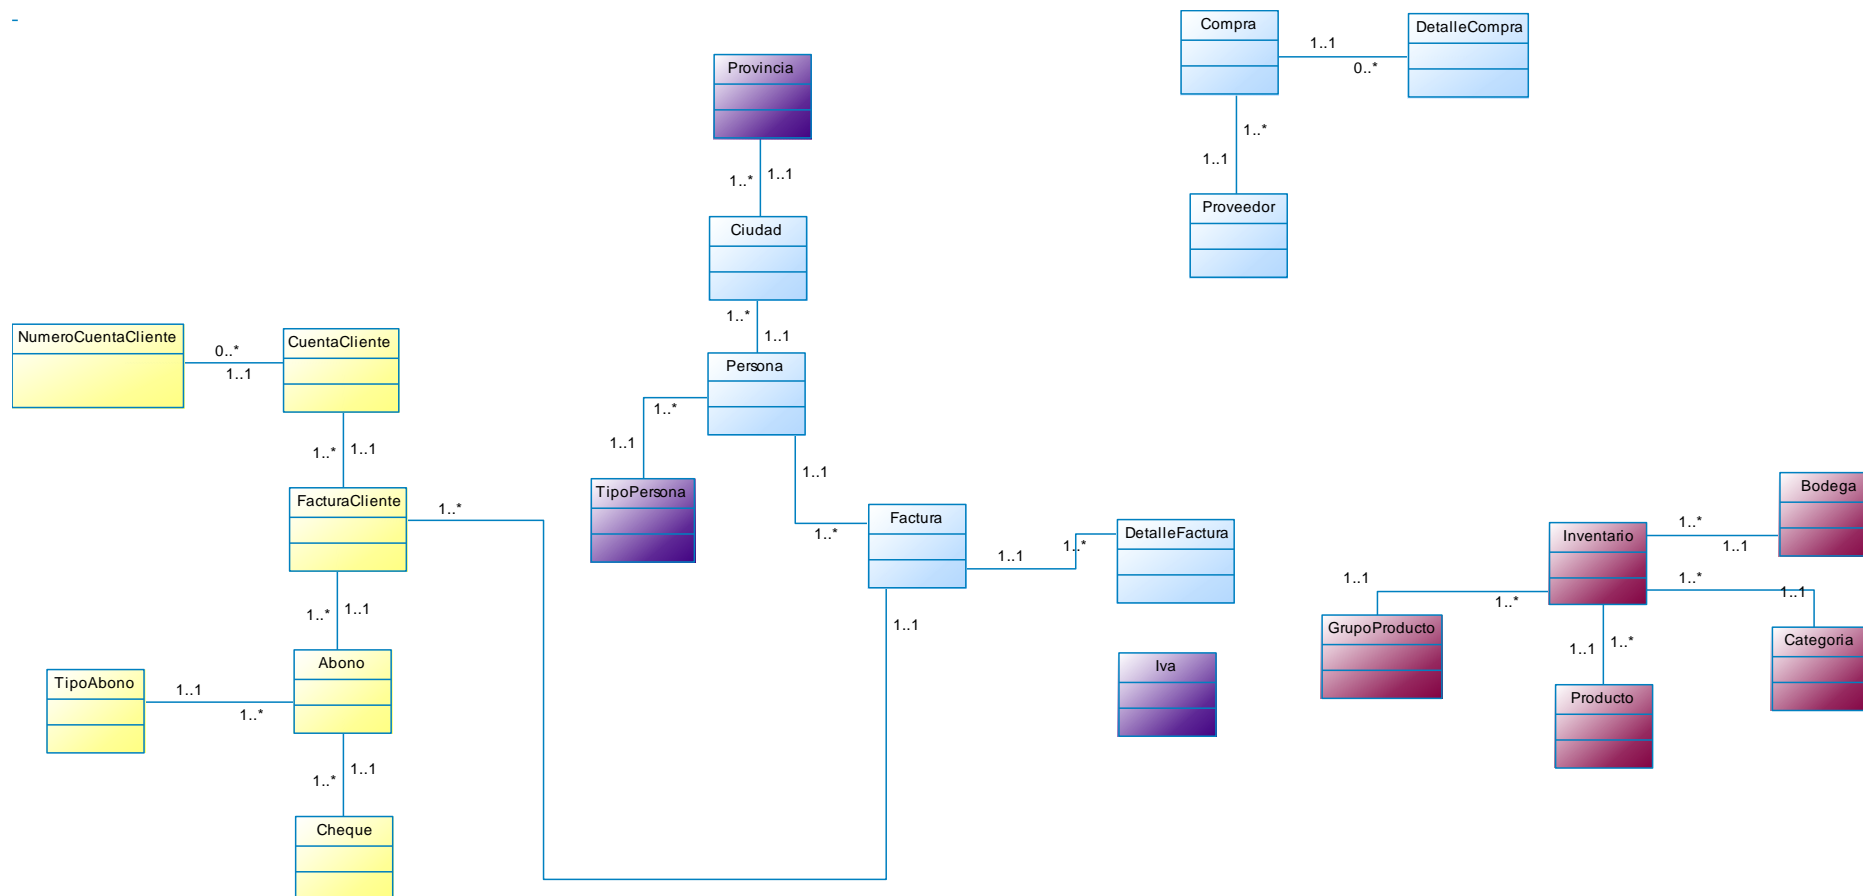 Compra
DetalleCompra
1..1
0..*
Provincia
1..*
1..1
1..*
1..1
Proveedor
Ciudad
1..*
1..1
NumeroCuentaCliente
0..*
1..1
CuentaCliente
Persona
1..*
1..1
1..*
1..1
TipoPersona
1..1
1..*
FacturaCliente
1..*
Factura
1..1
1..*
DetalleFactura
1..*
1..1
1..1
Bodega
Inventario
1..*
1..1
1..*
1..1
1..1
1..*
GrupoProducto
1..1
1..*
Categoria
Producto
Iva
TipoAbono
1..1
1..*
Abono
1..*
1..1
Cheque